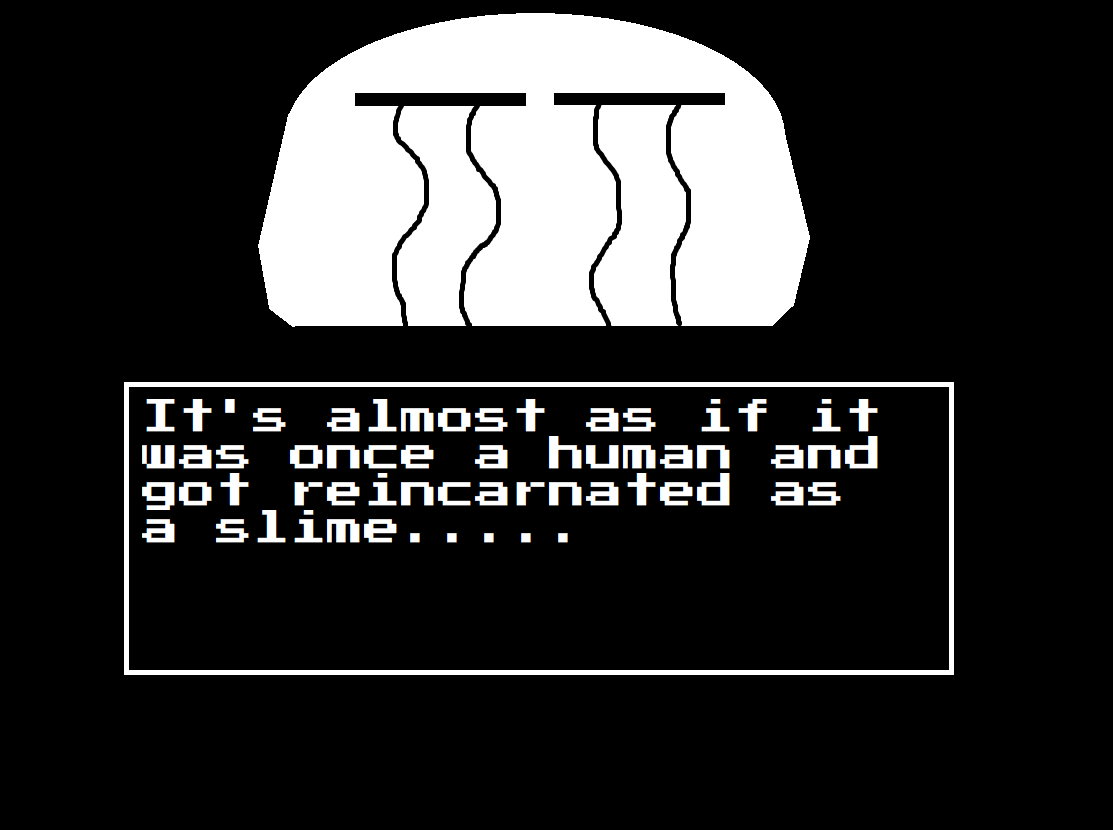 It's almost as if it
was once a human and
got reincarnated as
a slime.....